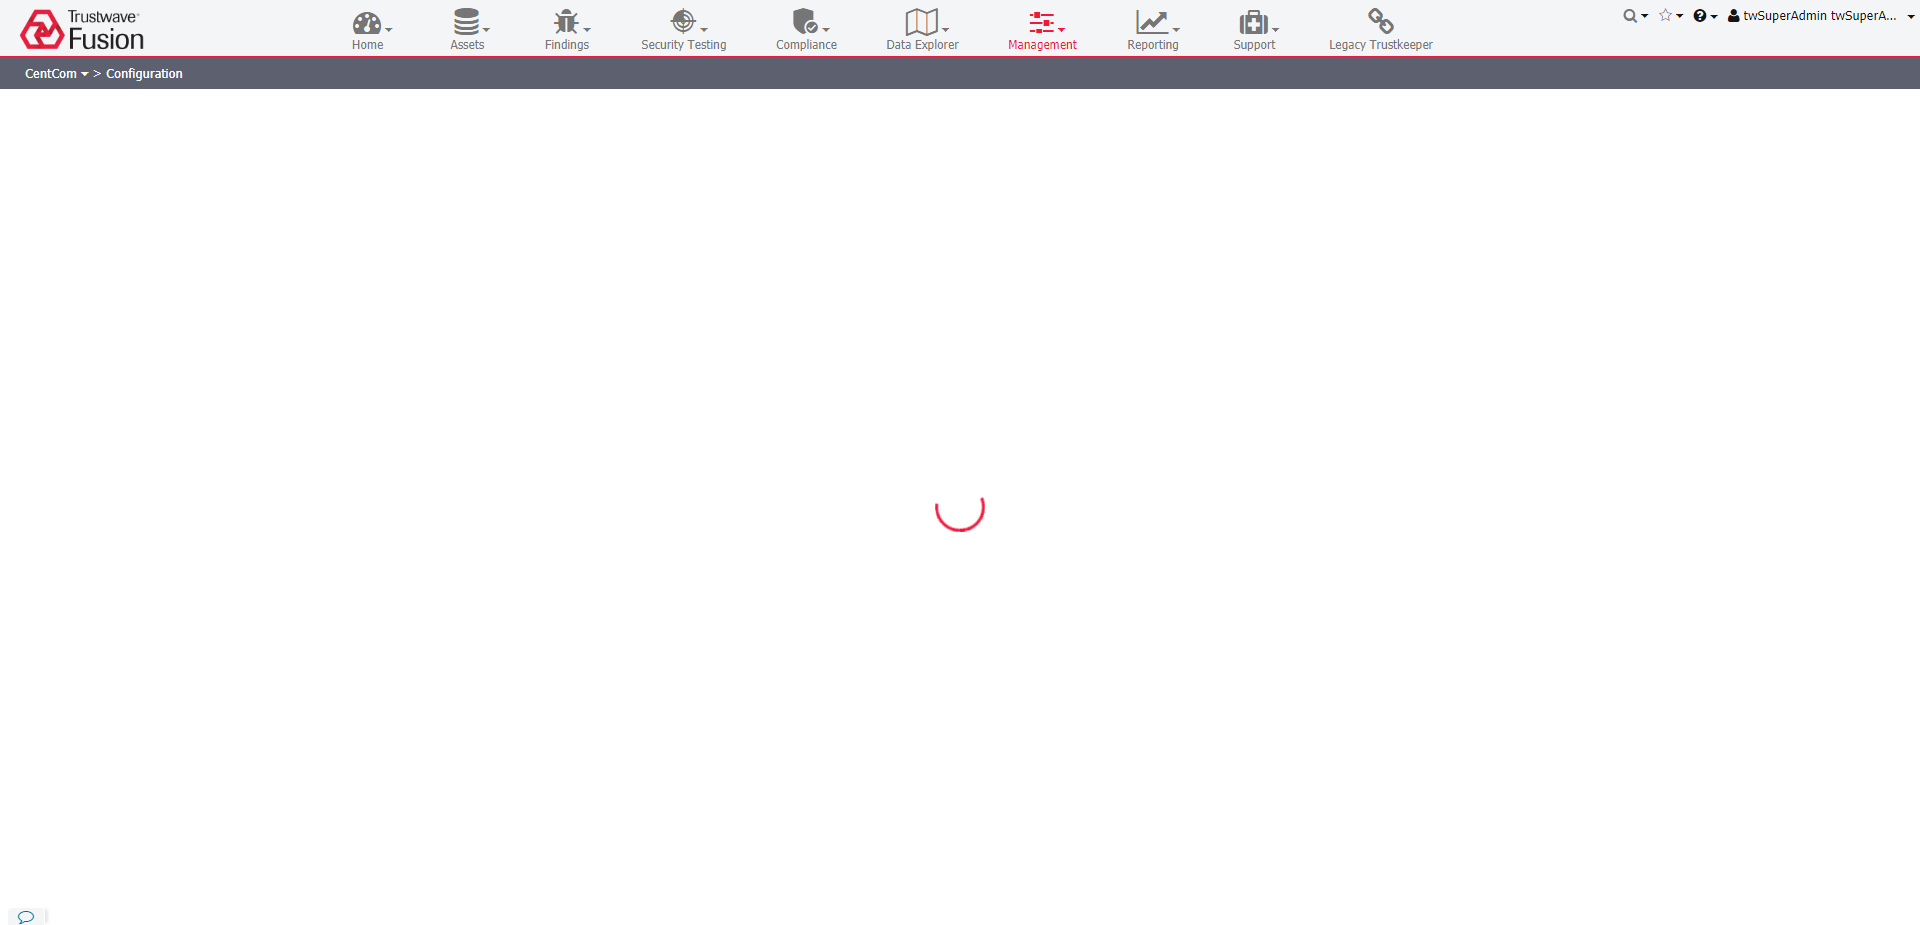 Trustwave®
Fusion
Home
Assets
Findings
Security Testing
Compliance
Data Explorer
Management
Reporting
Support
Legacy Trustkeeper
twSuperAdmin twSuperA...
CentCom > Configuration